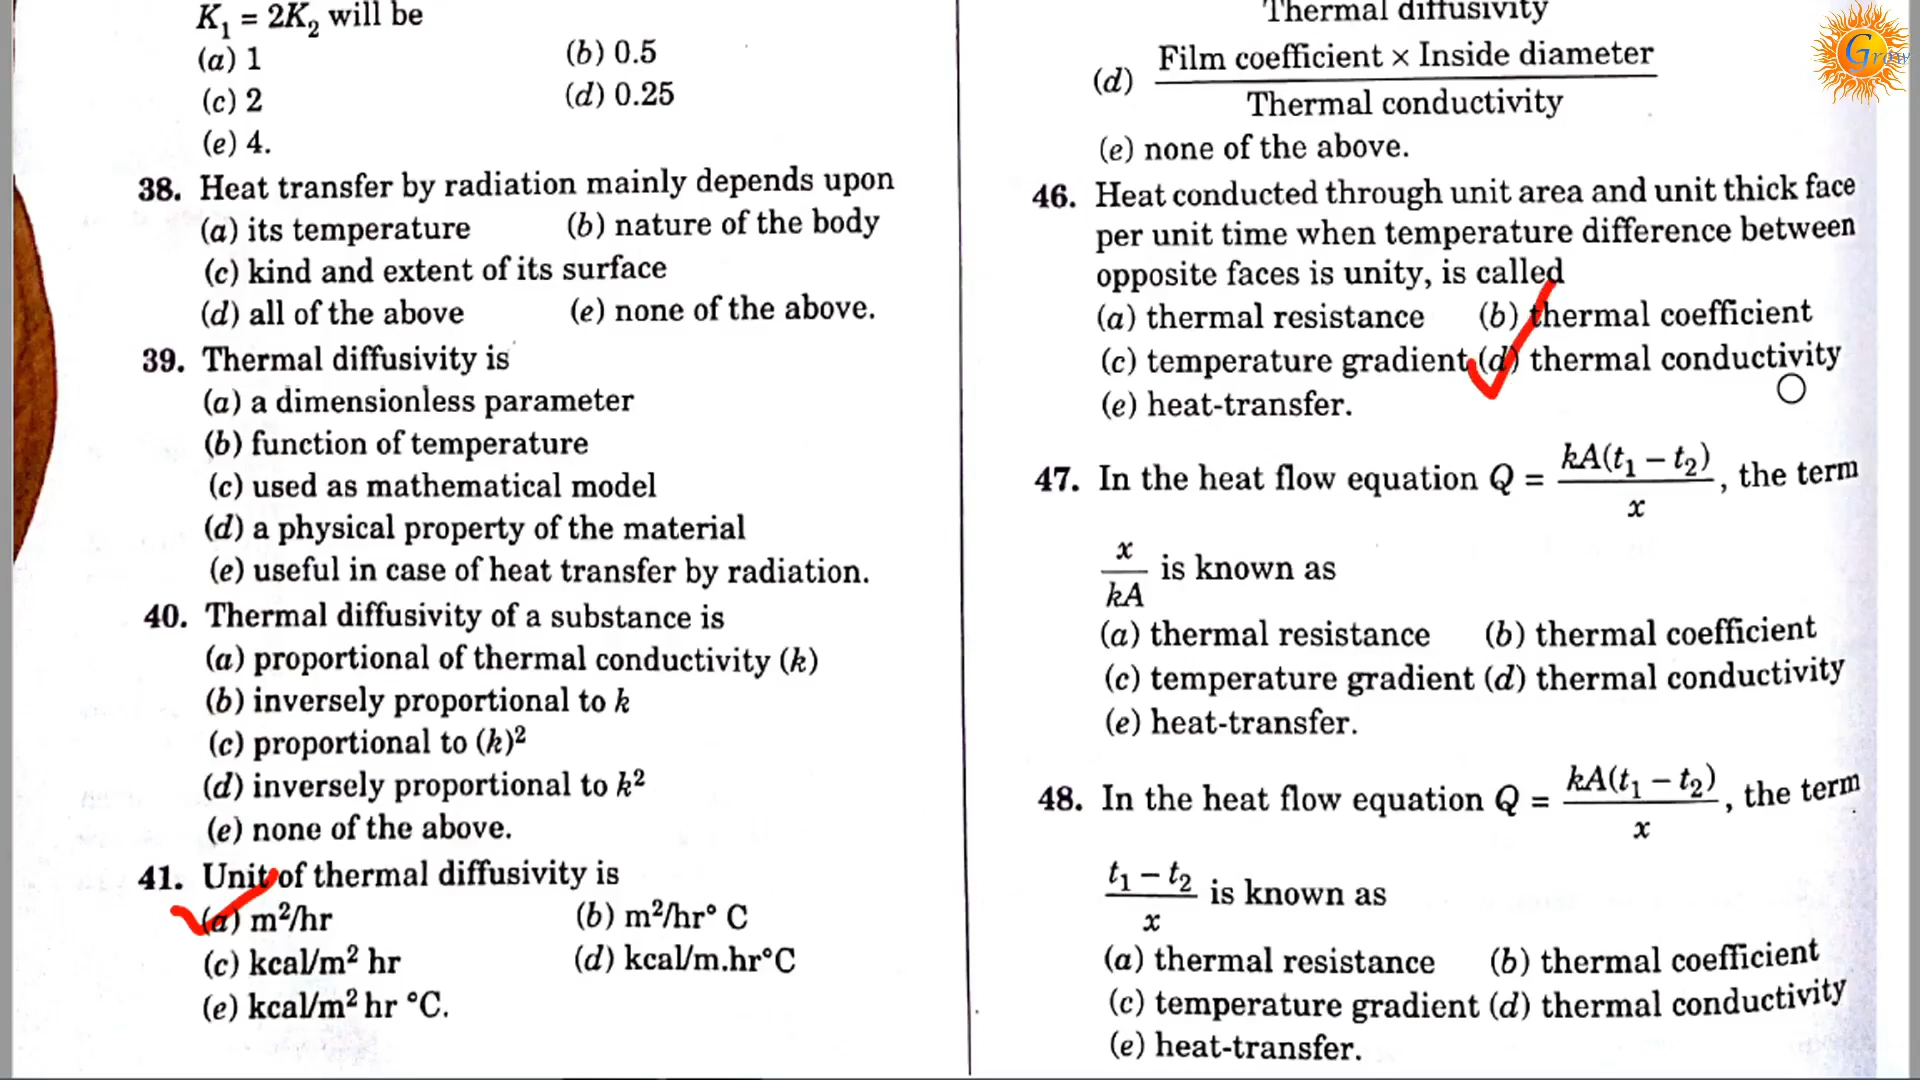 K₁ = 2K₂ will be
(a) 1 (b) 0.5
(c) 2 (d) 0.25
(e) 4.
38. Heat transfer by radiation mainly depends upon
(a) its temperature (b) nature of the body
(c) kind and extent of its surface
(d) all of the above (e) none of the above.
39. Thermal diffusivity is
(a) a dimensionless parameter
(b) function of temperature
(c) used as mathematical model
(d) a physical property of the material
(e) useful in case of heat transfer by radiation.
40. Thermal diffusivity of a substance is
(a) proportional of thermal conductivity (k)
(b) inversely proportional to k
(c) proportional to (k)²
(d) inversely proportional to k²
(e) none of the above.
41. Unit of thermal diffusivity is
(a) m²/hr (b) m²/hr° C
(c) kcal/m² hr (d) kcal/m.hr°C
(e) kcal/m² hr °C.
Thermal diffusivity
(d) Film coefficient × Inside diameter
Thermal conductivity
(e) none of the above.
46. Heat conducted through unit area and unit thick face
per unit time when temperature difference between
opposite faces is unity, is called
(a) thermal resistance (b) thermal coefficient
(c) temperature gradient (d) thermal conductivity
(e) heat-transfer.
47. In the heat flow equation Q = kA(t₁ – t₂)/x, the term
x/kA is known as
(a) thermal resistance (b) thermal coefficient
(c) temperature gradient (d) thermal conductivity
(e) heat-transfer.
48. In the heat flow equation Q = kA(t₁ – t₂)/x, the term
t₁ – t₂/x is known as
(a) thermal resistance (b) thermal coefficient
(c) temperature gradient (d) thermal conductivity
(e) heat-transfer.
Grow